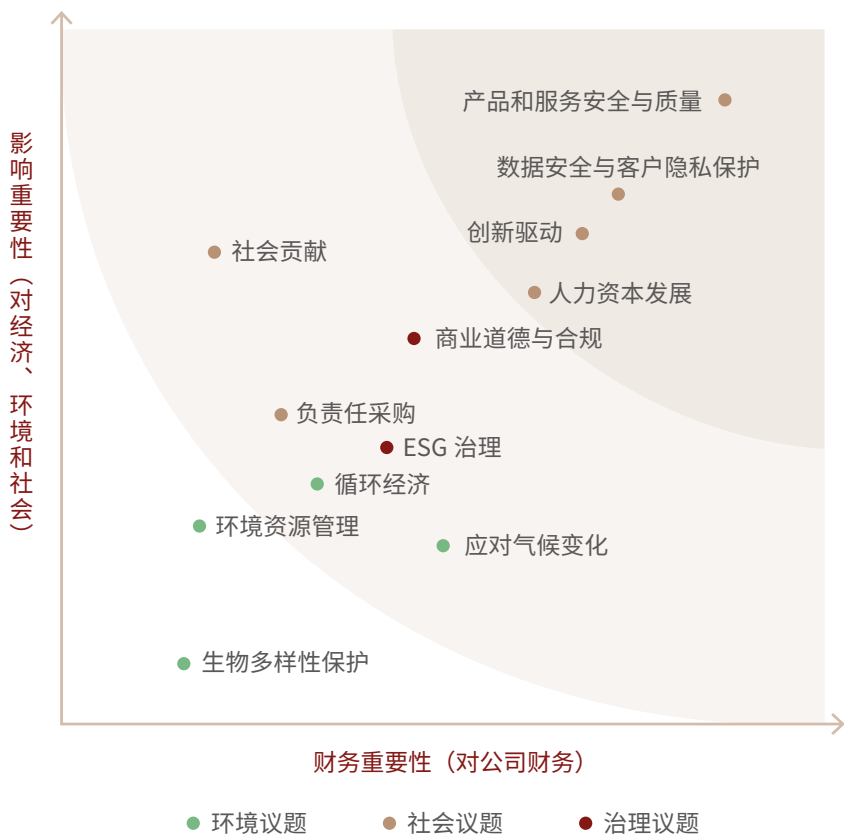 影响重要性（对经济、环境和社会）
产品和服务安全与质量
数据安全与客户隐私保护
创新驱动
社会贡献
人力资本发展
商业道德与合规
负责任采购
ESG 治理
循环经济
环境资源管理
应对气候变化
生物多样性保护
财务重要性（对公司财务）
环境议题
社会议题
治理议题